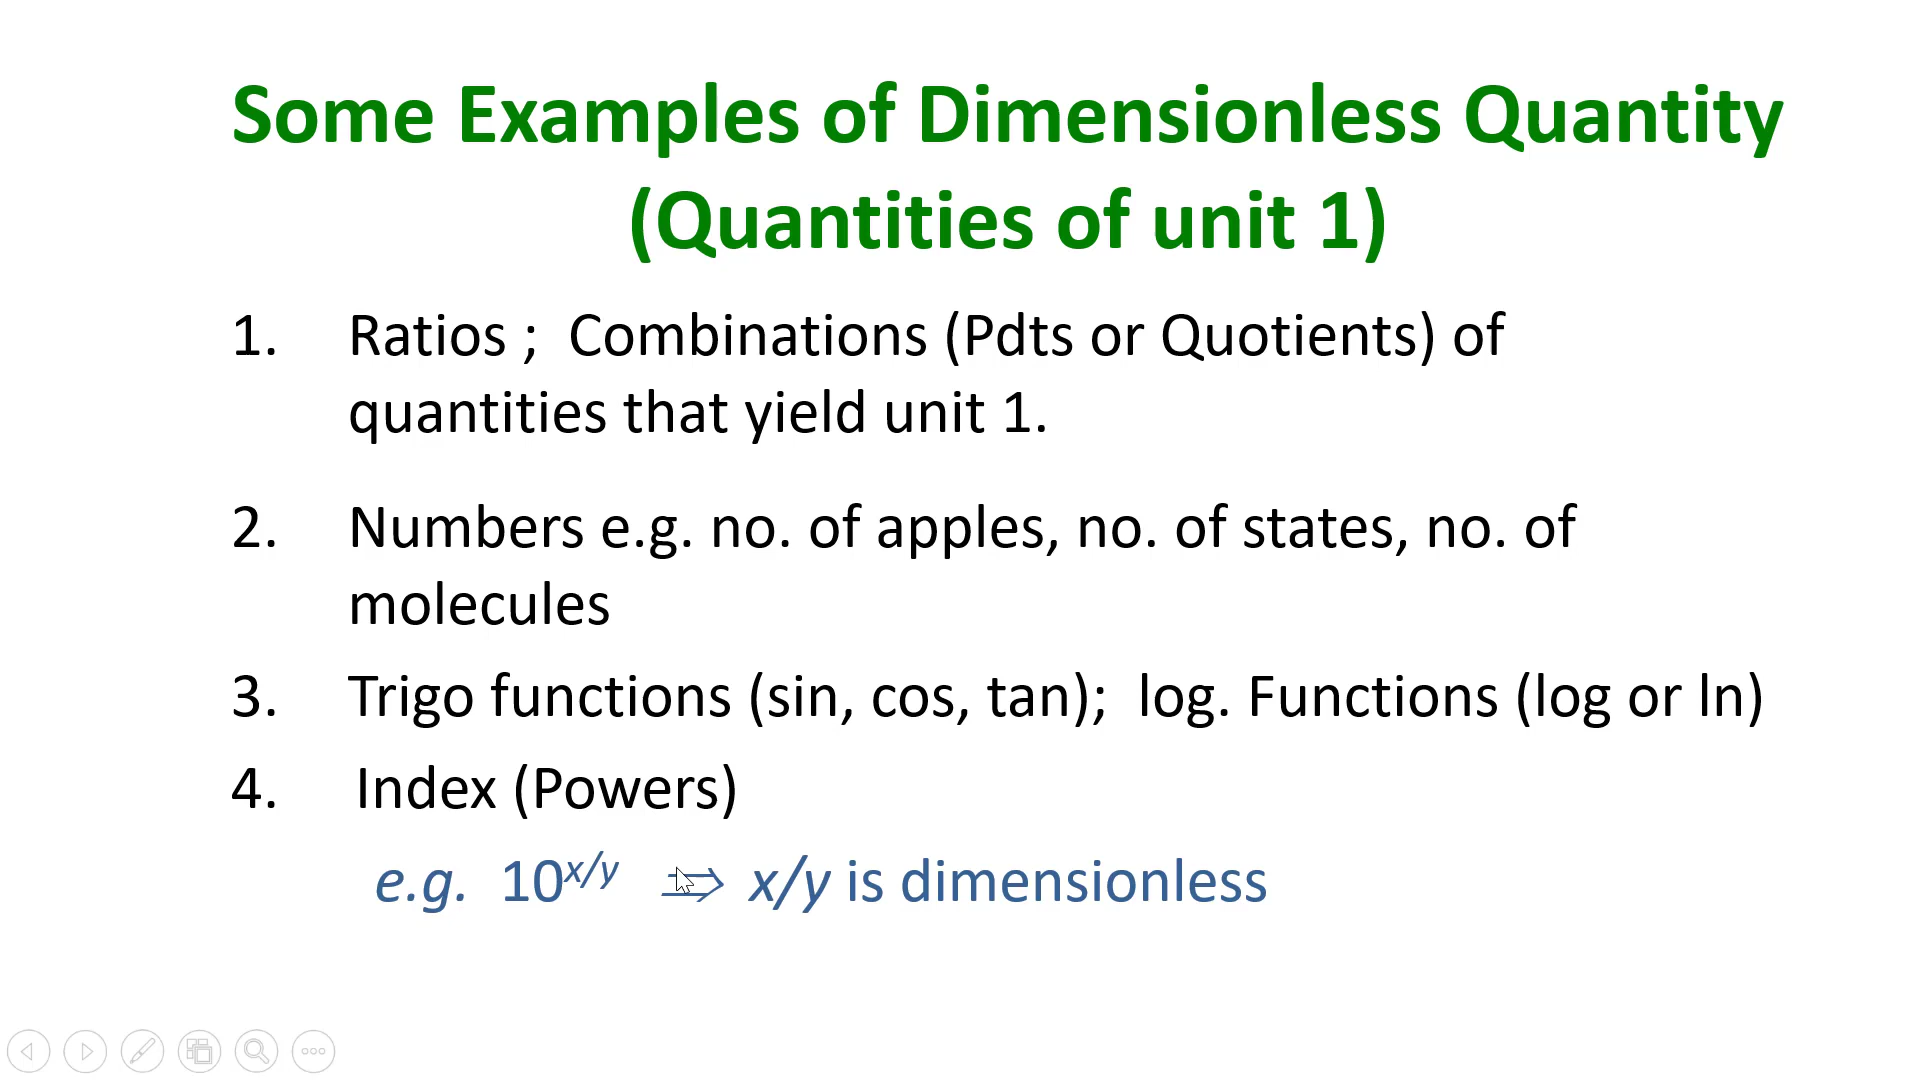 Some Examples of Dimensionless Quantity
(Quantities of unit 1)
1. Ratios ; Combinations (Pdts or Quotients) of
quantities that yield unit 1.
2. Numbers e.g. no. of apples, no. of states, no. of
molecules
3. Trigo functions (sin, cos, tan); log. Functions (log or ln)
4. Index (Powers)
e.g. 10^x/y ⇒ x/y is dimensionless